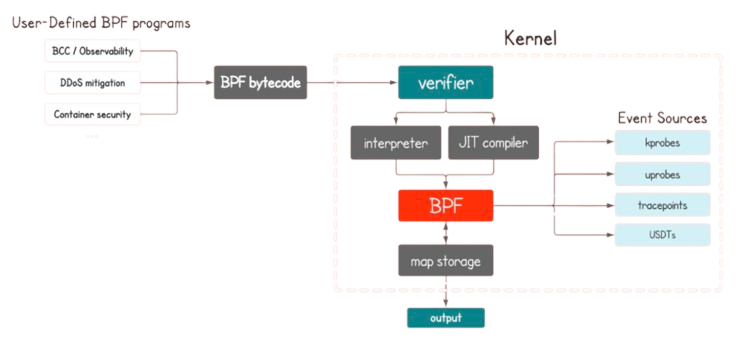 User-Defined BPF programs
BCC / Observability
DDoS mitigation
Container security
BPF bytecode
Kernel
verifier
interpreter
JIT compiler
BPF
map storage
output
Event Sources
kprobes
uprobes
tracepoints
USDTs